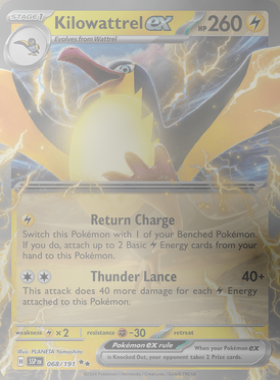 STAGE 1
Kilowattrel ex HP 260
Evolves from Wattrel
Return Charge
Switch this Pokémon with 1 of your Benched Pokémon.
If you do, attach up to 2 Basic Energy cards from your
hand to this Pokémon.
Thunder Lance 40+
This attack does 40 more damage for each Energy
attached to this Pokémon.
weakness ×2 resistance -30 retreat
Illus. PLANETA Yamashita
Pokémon ex rule
When your Pokémon ex
is Knocked Out, your opponent takes 2 Prize cards.
SSP EN 068/191 ★★